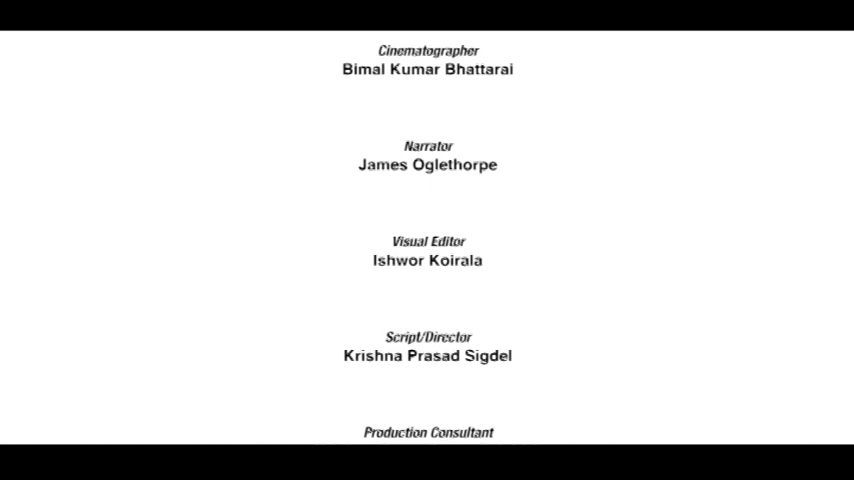 Cinematographer
Bimal Kumar Bhattarai
Narrator
James Oglethorpe
Visual Editor
Ishwor Koirala
Script/Director
Krishna Prasad Sigdel
Production Consultant